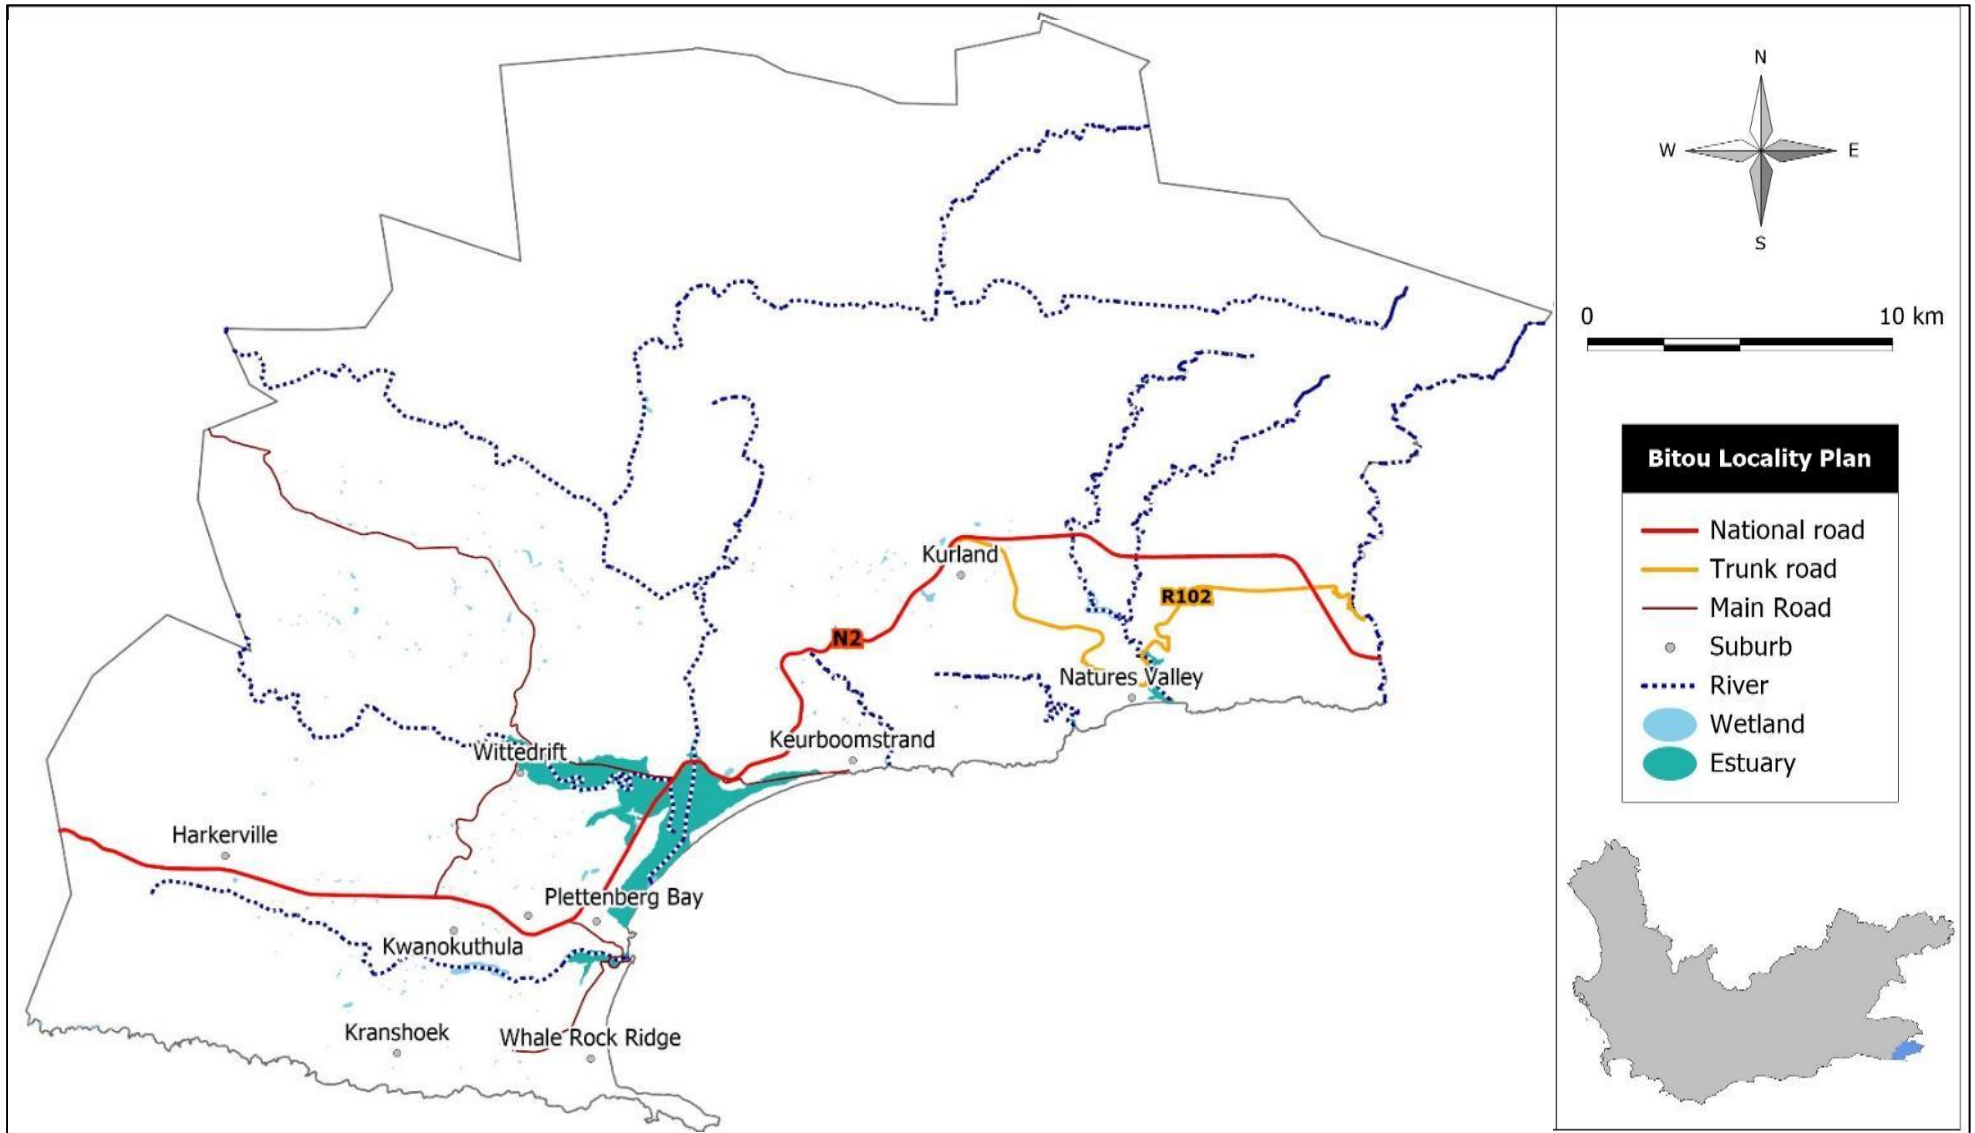 Kurland
R102
N2
Natures Valley
Keurboomstrand
Wittedrift
Harkerville
Plettenberg Bay
Kwanokuthula
Kranshoek
Whale Rock Ridge
N
W
E
S
0
10 km
Bitou Locality Plan
National road
Trunk road
Main Road
Suburb
River
Wetland
Estuary